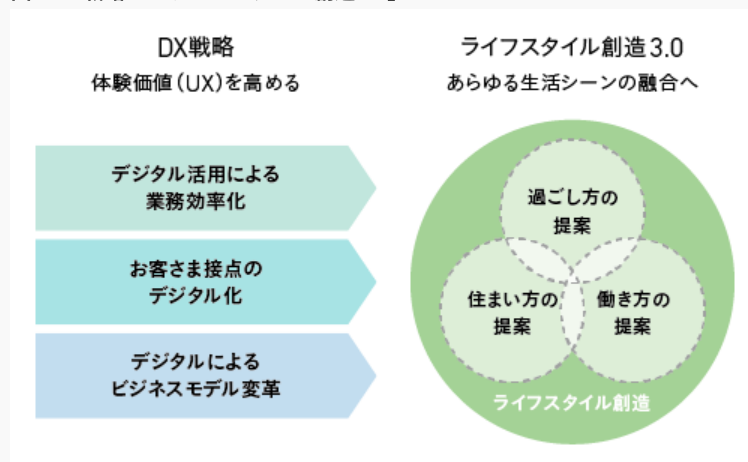 DX戦略
体験価値(UX)を高める
デジタル活用による
業務効率化
お客さま接点の
デジタル化
デジタルによる
ビジネスモデル変革
ライフスタイル創造3.0
あらゆる生活シーンの融合へ
過ごし方の
提案
住まい方の
提案
働き方の
提案
ライフスタイル創造